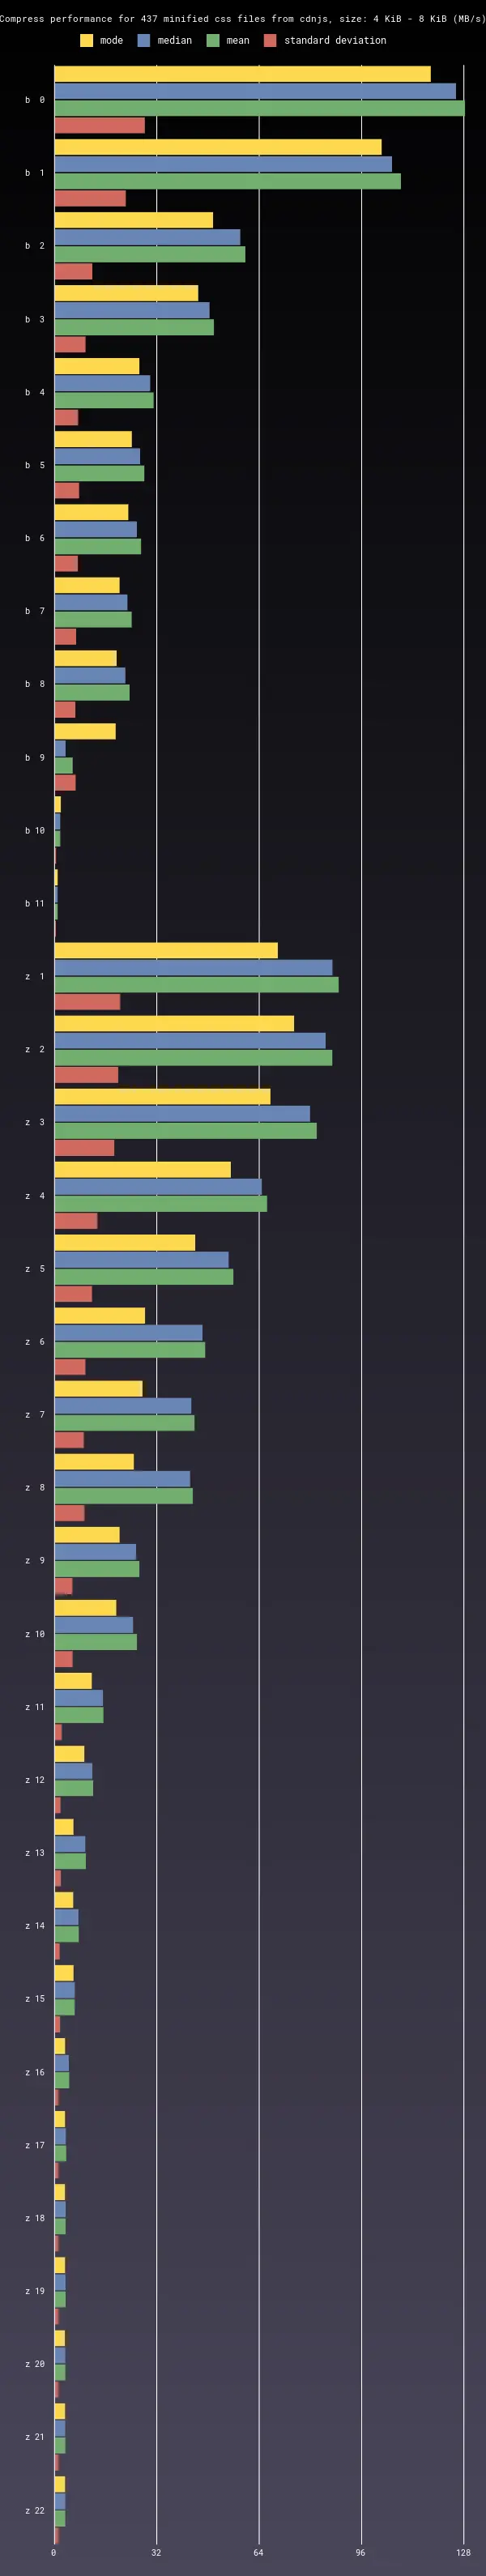 Compress performance for 437 minified css files from cdnjs, size: 4 KiB - 8 KiB (MB/s)
mode median mean standard deviation
b 0
b 1
b 2
b 3
b 4
b 5
b 6
b 7
b 8
b 9
b 10
b 11
z 1
z 2
z 3
z 4
z 5
z 6
z 7
z 8
z 9
z 10
z 11
z 12
z 13
z 14
z 15
z 16
z 17
z 18
z 19
z 20
z 21
z 22
0 32 64 96 128